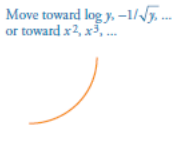 Move toward log y, −1/√y, ...
or toward x², x³, ...